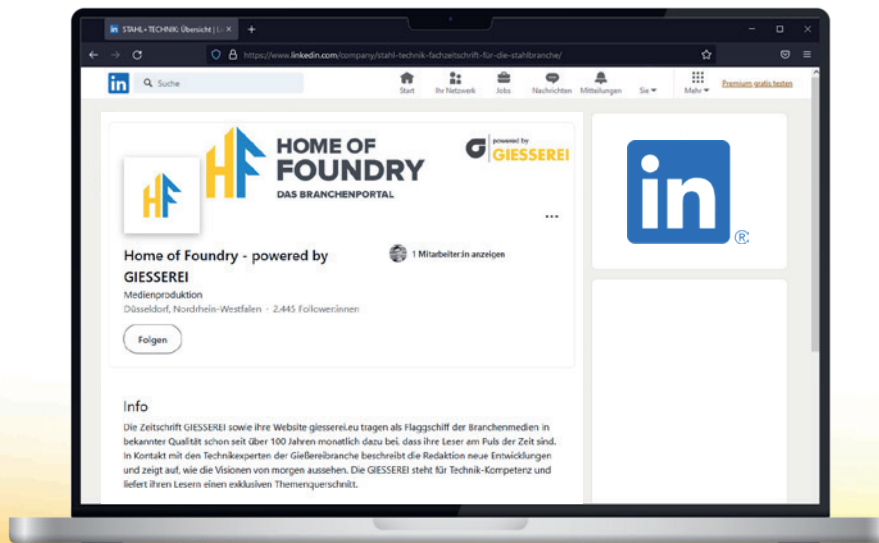 STAHL+TECHNIK: Übersicht | Li
https://www.linkedin.com/company/stahl-technik-fachzeitschrift-für-die-stahlbranche/
in
Suche
Start
Ihr Netzwerk
Jobs
Nachrichten
Mitteilungen
Sie
Mehr
Premium gratis testen
HF
HOME OF
FOUNDRY
DAS BRANCHENPORTAL
powered by
GIESSEREI
HF
in
®
Home of Foundry - powered by
GIESSEREI
1 Mitarbeiter:in anzeigen
Medienproduktion
Düsseldorf, Nordrhein-Westfalen · 2.445 Follower:innen
Folgen
Info
Die Zeitschrift GIESSEREI sowie ihre Website giesserei.eu tragen als Flaggschiff der Branchenmedien in
bekannter Qualität schon seit über 100 Jahren monatlich dazu bei, dass ihre Leser am Puls der Zeit sind.
In Kontakt mit den Technikexperten der Gießereibranche beschreibt die Redaktion neue Entwicklungen
und zeigt auf, wie die Visionen von morgen aussehen. Die GIESSEREI steht für Technik-Kompetenz und
liefert ihren Lesern einen exklusiven Themenquerschnitt.